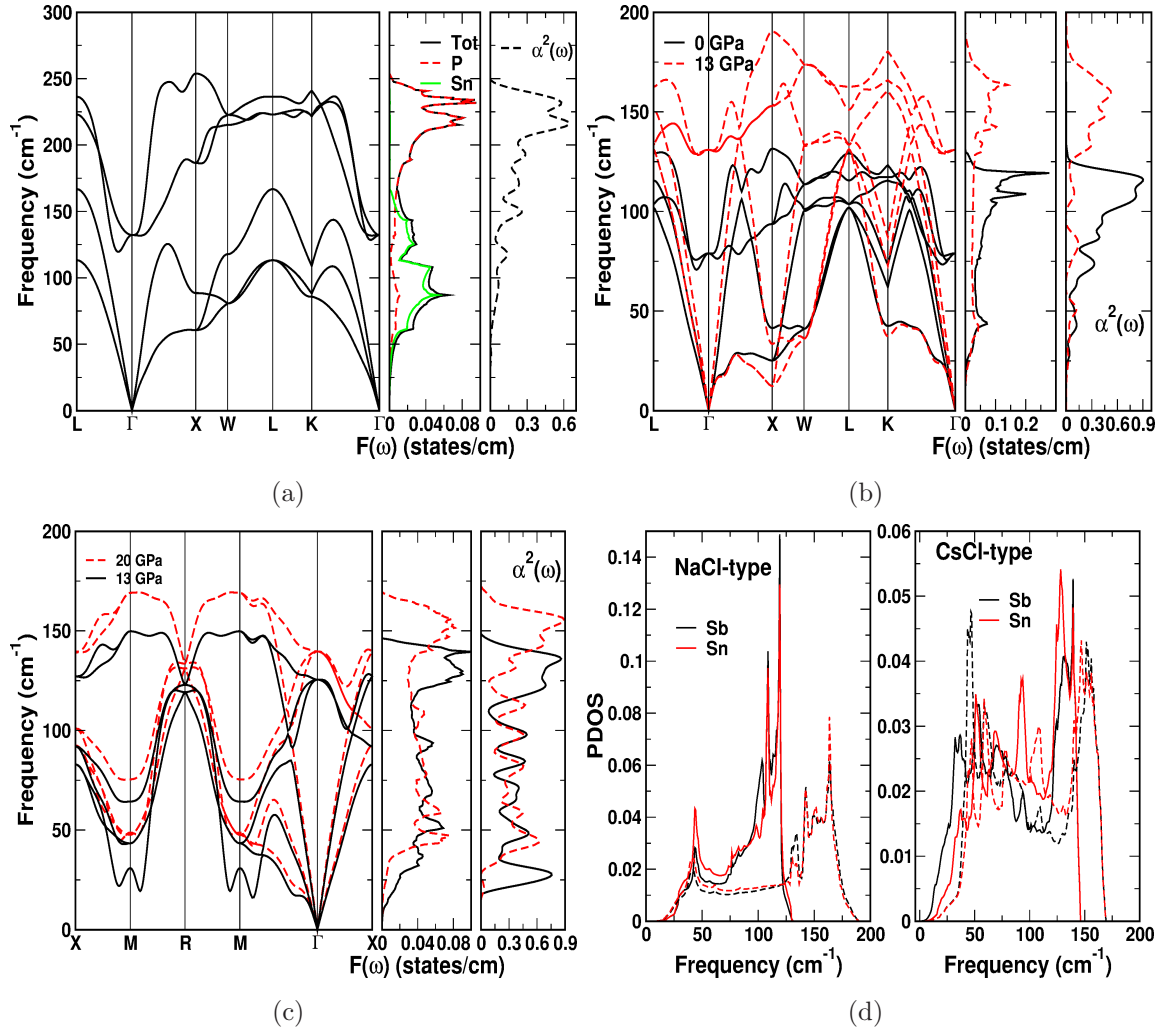 300
250
200
150
100
50
0
Frequency (cm⁻¹)
L Γ X W L K Γ
Tot
P
Sn
0.04 0.08
F(ω) (states/cm)
α²(ω)
0 0.3 0.6
(a)
200
150
100
50
0
Frequency (cm⁻¹)
0 GPa
13 GPa
L Γ X W L K Γ
0.1 0.2
F(ω) (states/cm)
α²(ω)
0 0.3 0.6 0.9
(b)
200
150
100
50
0
Frequency (cm⁻¹)
20 GPa
13 GPa
X M R M Γ X
0 0.04 0.08
F(ω) (states/cm)
α²(ω)
0 0.3 0.6 0.9
(c)
0.14
0.12
0.1
0.08
0.06
0.04
0.02
0
PDOS
NaCl-type
Sb
Sn
0 50 100 150 200
Frequency (cm⁻¹)
0.06
0.05
0.04
0.03
0.02
0.01
0
CsCl-type
Sb
Sn
0 50 100 150 200
Frequency (cm⁻¹)
(d)